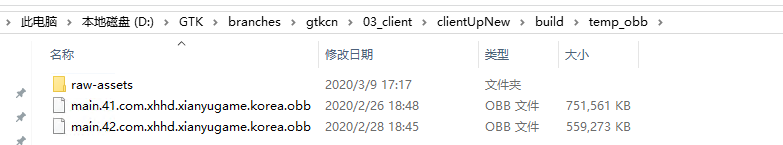 此电脑 > 本地磁盘 (D:) > GTK > branches > gtkcn > 03_client > clientUpNew > build > temp_obb >
名称 修改日期 类型 大小
raw-assets 2020/3/9 17:17 文件夹
main.41.com.xhhd.xianyugame.korea.obb 2020/2/26 18:48 OBB 文件 751,561 KB
main.42.com.xhhd.xianyugame.korea.obb 2020/2/28 18:45 OBB 文件 559,273 KB